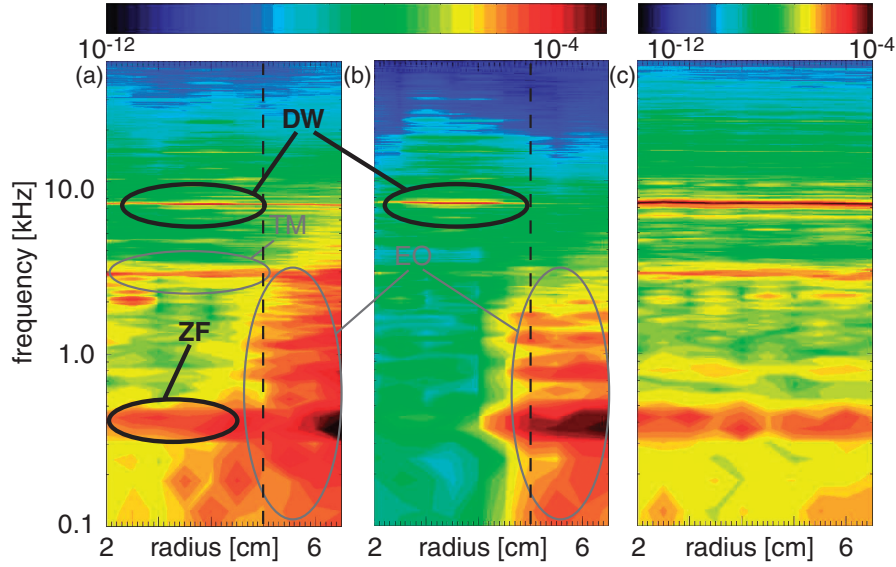 10-12
10-4
10-12
10-4
(a)
(b)
(c)
DW
10.0
TM
EO
frequency [kHz]
1.0
ZF
0.1
2 radius [cm] 6
2 radius [cm] 6
2 radius [cm] 6